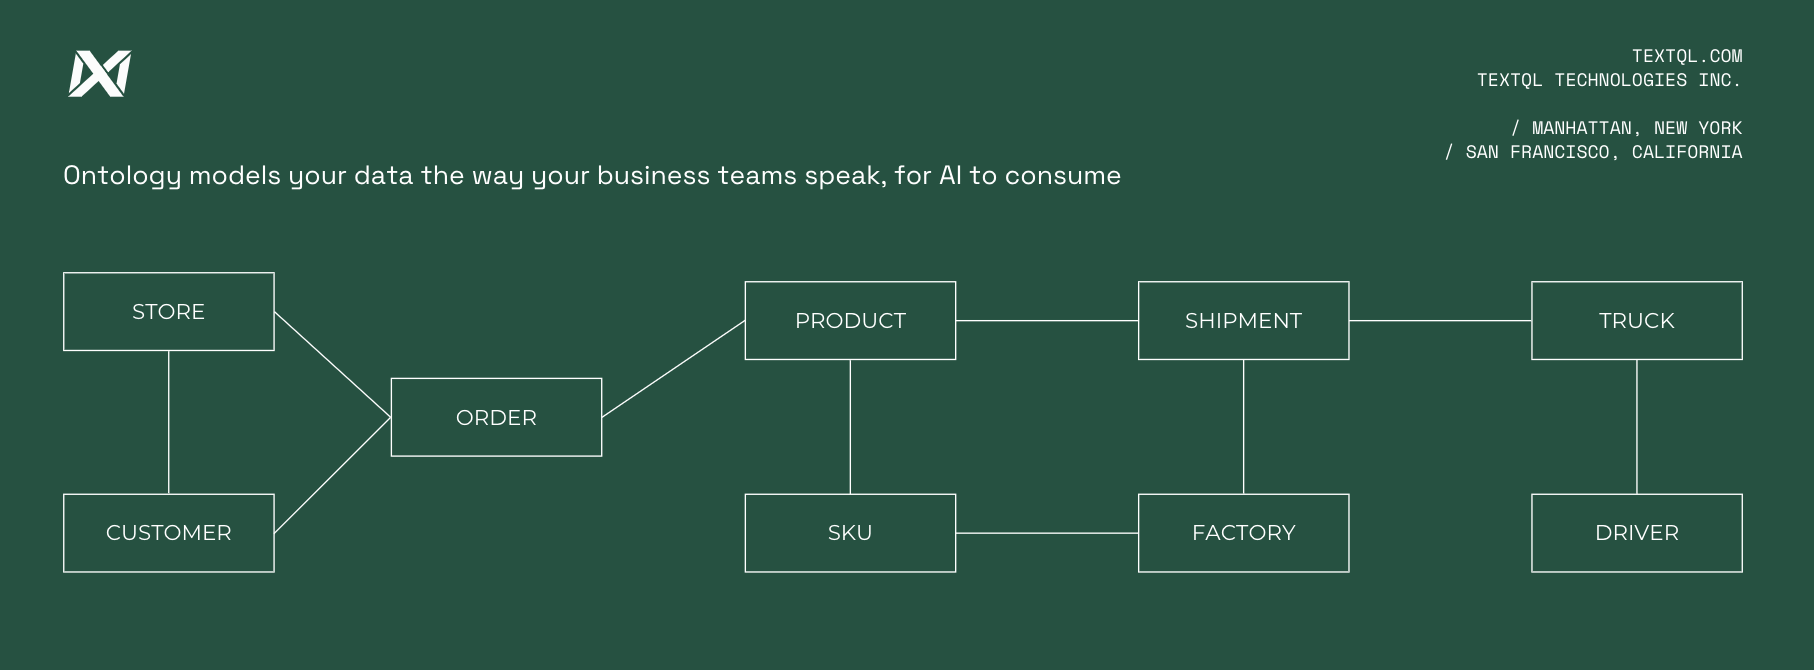 TEXTQL.COM
TEXTQL TECHNOLOGIES INC.
/ MANHATTAN, NEW YORK
/ SAN FRANCISCO, CALIFORNIA
Ontology models your data the way your business teams speak, for AI to consume
STORE
PRODUCT
SHIPMENT
TRUCK
ORDER
CUSTOMER
SKU
FACTORY
DRIVER